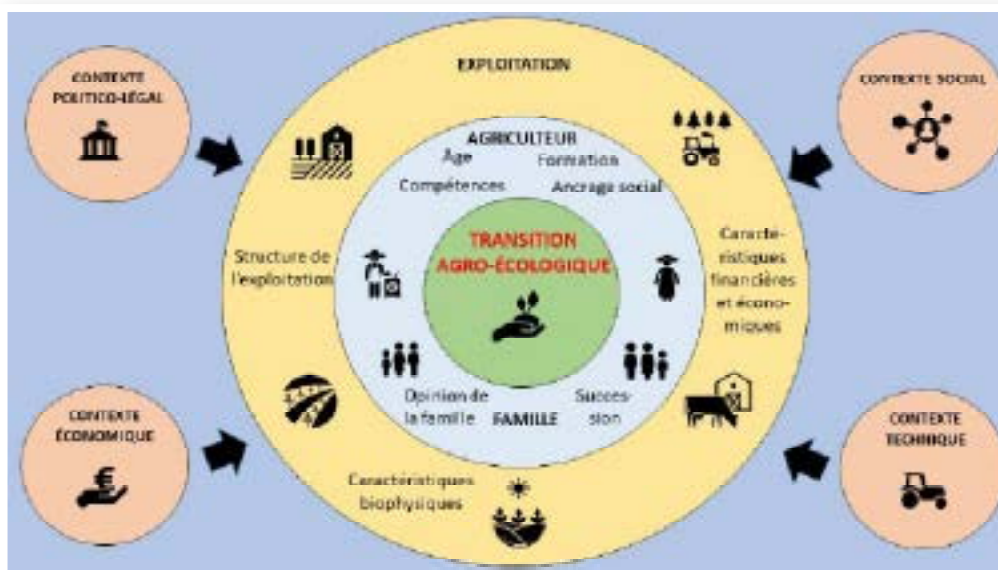 EXPLOITATION
CONTEXTE
POLITICO-LÉGAL
CONTEXTE SOCIAL
AGRICULTEUR
Âge
Formation
Compétences
Ancrage social
TRANSITION
AGRO-ÉCOLOGIQUE
Structure de
l'exploitation
Caracté-
ristiques
financières
et écono-
miques
Opinion de
la famille
FAMILLE
Succes-
sion
CONTEXTE
ÉCONOMIQUE
€
CONTEXTE
TECHNIQUE
Caractéristiques
biophysiques